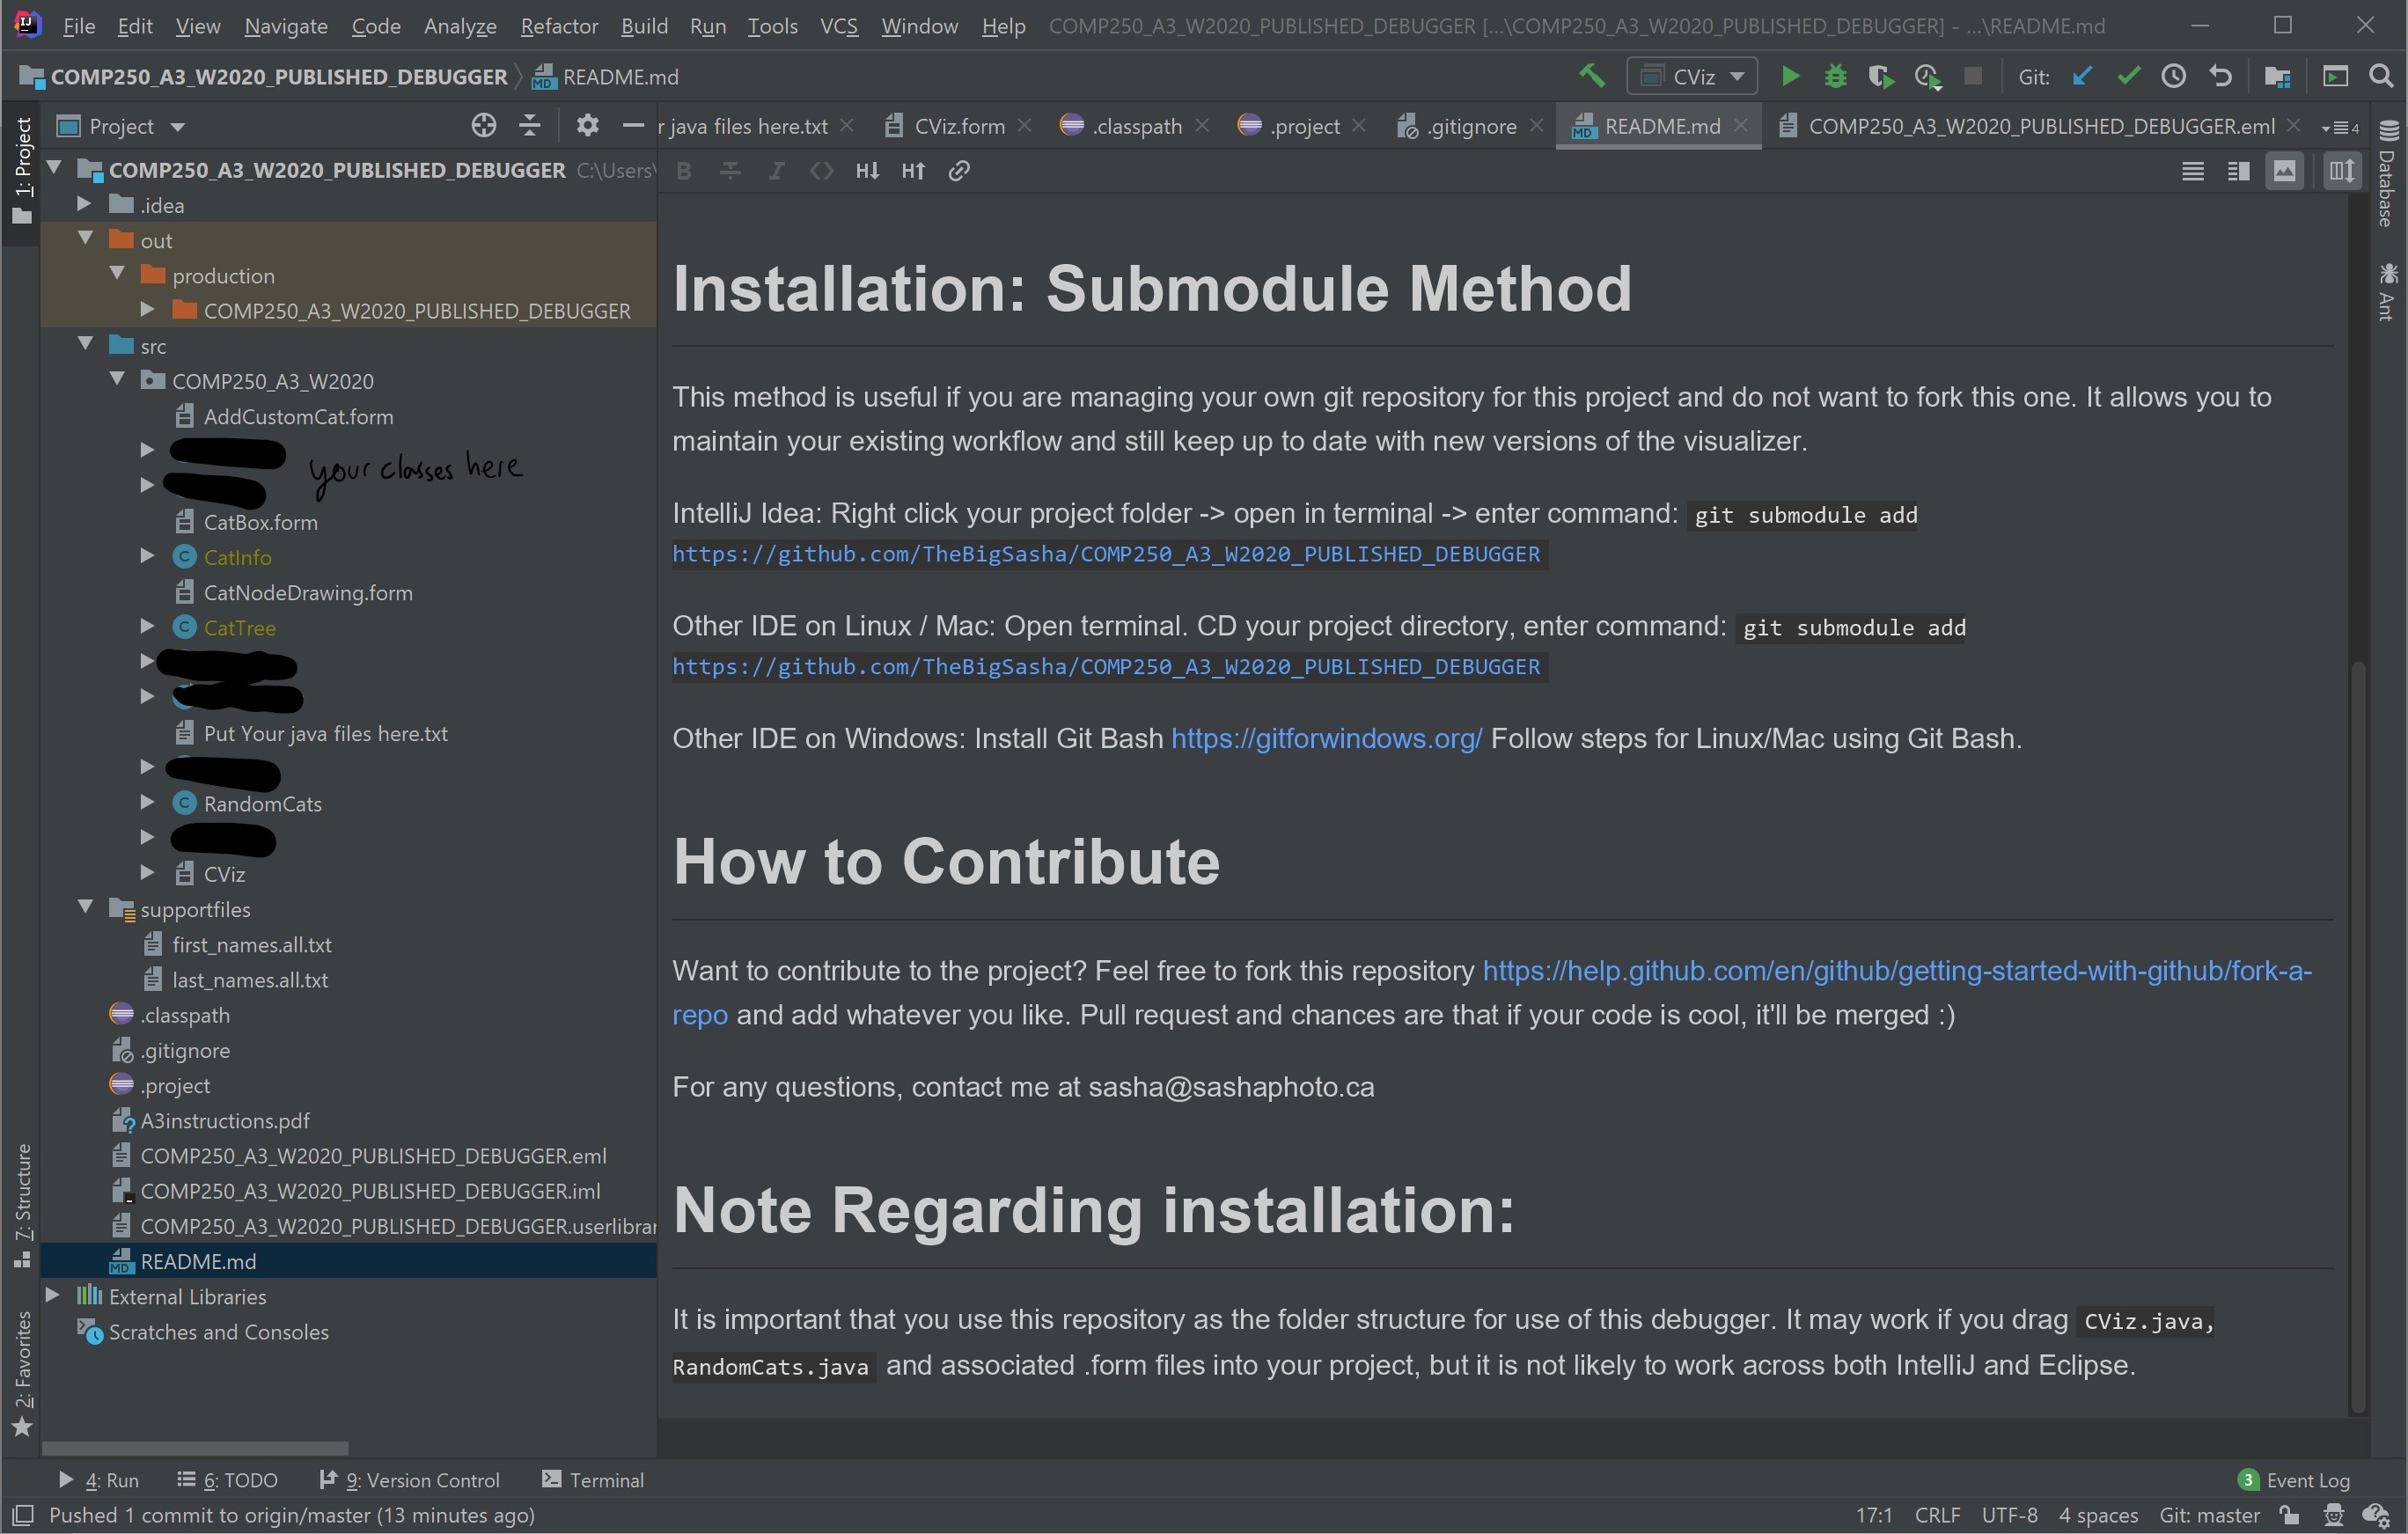 File Edit View Navigate Code Analyze Refactor Build Run Tools VCS Window Help COMP250_A3_W2020_PUBLISHED_DEBUGGER [...\COMP250_A3_W2020_PUBLISHED_DEBUGGER] - ...\README.md
COMP250_A3_W2020_PUBLISHED_DEBUGGER README.md CViz Git:
Project r java files here.txt CViz.form .classpath .project .gitignore README.md COMP250_A3_W2020_PUBLISHED_DEBUGGER.eml 4
1: Project
7: Structure
2: Favorites
COMP250_A3_W2020_PUBLISHED_DEBUGGER C:\Users\
.idea
out
production
COMP250_A3_W2020_PUBLISHED_DEBUGGER
src
COMP250_A3_W2020
AddCustomCat.form
your classes here
CatBox.form
CatInfo
CatNodeDrawing.form
CatTree
Put Your java files here.txt
RandomCats
CViz
supportfiles
first_names.all.txt
last_names.all.txt
.classpath
.gitignore
.project
A3instructions.pdf
COMP250_A3_W2020_PUBLISHED_DEBUGGER.eml
COMP250_A3_W2020_PUBLISHED_DEBUGGER.iml
COMP250_A3_W2020_PUBLISHED_DEBUGGER.userlibrar
README.md
External Libraries
Scratches and Consoles
Installation: Submodule Method
This method is useful if you are managing your own git repository for this project and do not want to fork this one. It allows you to
maintain your existing workflow and still keep up to date with new versions of the visualizer.
IntelliJ Idea: Right click your project folder -> open in terminal -> enter command: git submodule add
https://github.com/TheBigSasha/COMP250_A3_W2020_PUBLISHED_DEBUGGER
Other IDE on Linux / Mac: Open terminal. CD your project directory, enter command: git submodule add
https://github.com/TheBigSasha/COMP250_A3_W2020_PUBLISHED_DEBUGGER
Other IDE on Windows: Install Git Bash https://gitforwindows.org/ Follow steps for Linux/Mac using Git Bash.
How to Contribute
Want to contribute to the project? Feel free to fork this repository https://help.github.com/en/github/getting-started-with-github/fork-a-
repo and add whatever you like. Pull request and chances are that if your code is cool, it'll be merged :)
For any questions, contact me at sasha@sashaphoto.ca
Note Regarding installation:
It is important that you use this repository as the folder structure for use of this debugger. It may work if you drag CViz.java,
RandomCats.java and associated .form files into your project, but it is not likely to work across both IntelliJ and Eclipse.
Database
Ant
4: Run 6: TODO 9: Version Control Terminal 3 Event Log
Pushed 1 commit to origin/master (13 minutes ago) 17:1 CRLF UTF-8 4 spaces Git: master